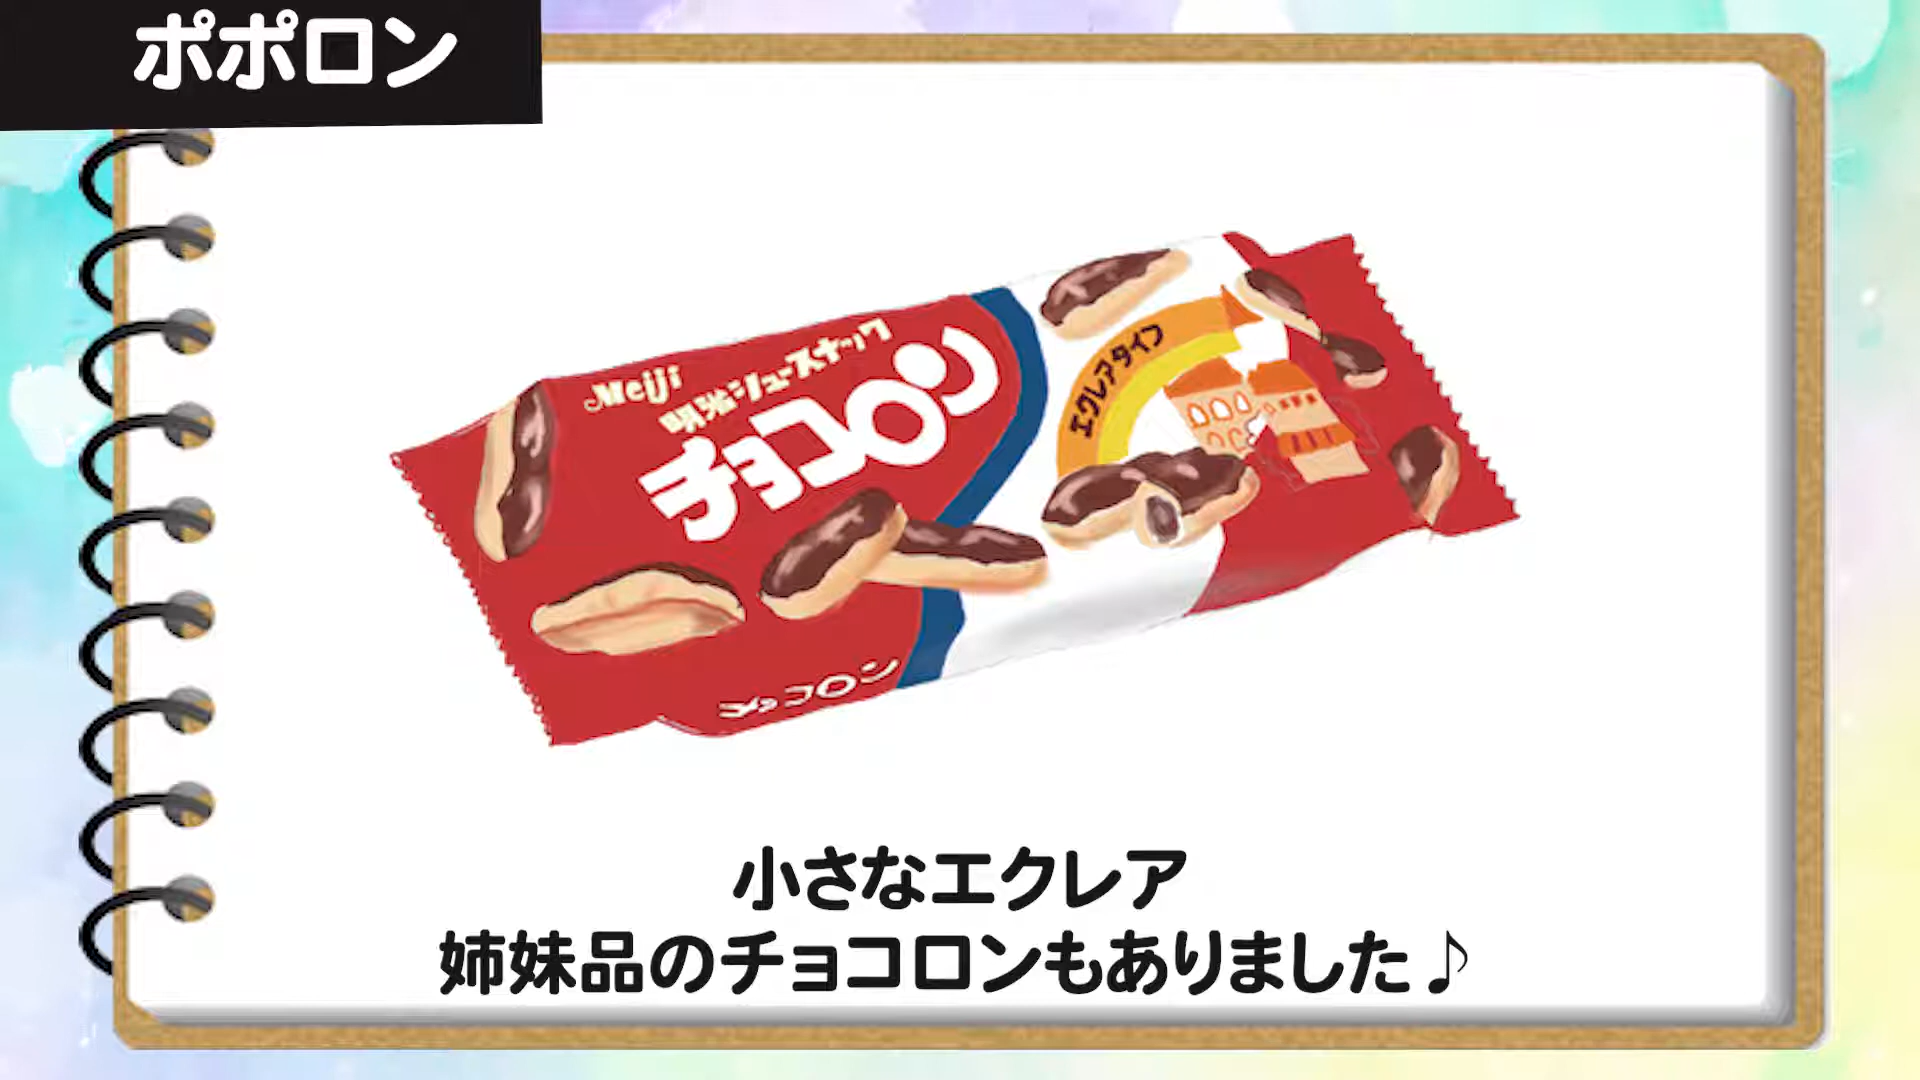 ポポロン
Meiji
明治シュースナック
チョコロン
エクレアタイプ
チョコロン
小さなエクレア
姉妹品のチョコロンもありました♪